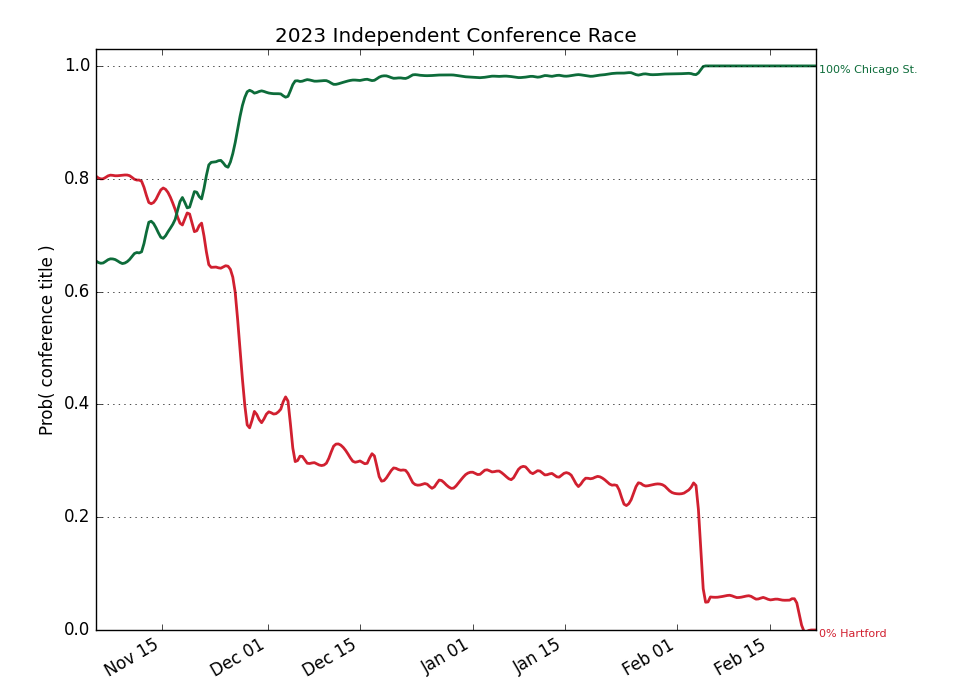 2023 Independent Conference Race
1.0
0.8
0.6
0.4
0.2
0.0
Prob( conference title )
100% Chicago St.
0% Hartford
Nov 15
Dec 01
Dec 15
Jan 01
Jan 15
Feb 01
Feb 15